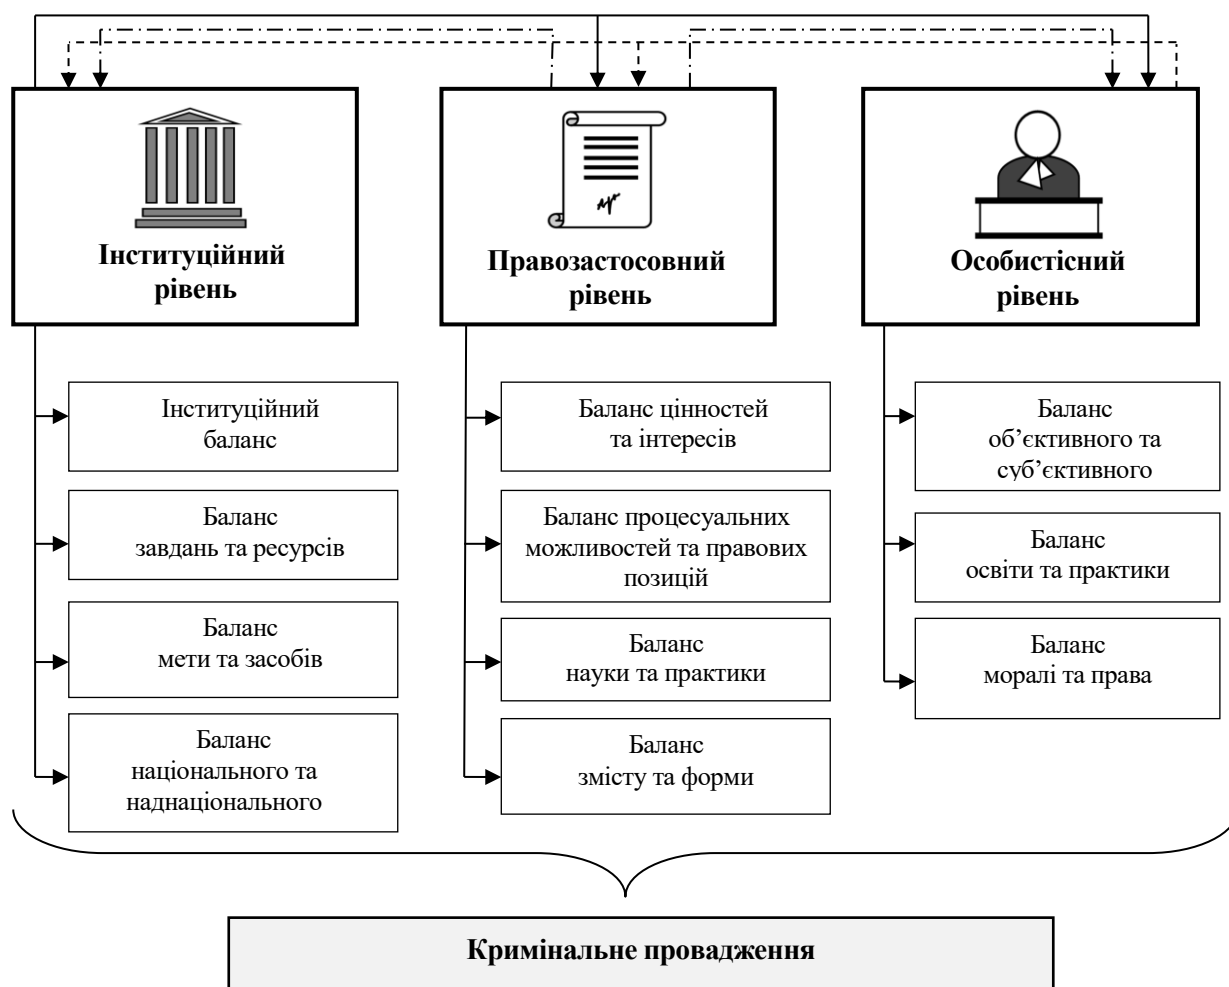 Інституційний
рівень
Правозастосовний
рівень
Особистісний
рівень
Інституційний
баланс
Баланс
завдань та ресурсів
Баланс
мети та засобів
Баланс
національного та
наднаціонального
Баланс цінностей
та інтересів
Баланс процесуальних
можливостей та правових
позицій
Баланс
науки та практики
Баланс
змісту та форми
Баланс
об’єктивного та
суб’єктивного
Баланс
освіти та практики
Баланс
моралі та права
Кримінальне провадження